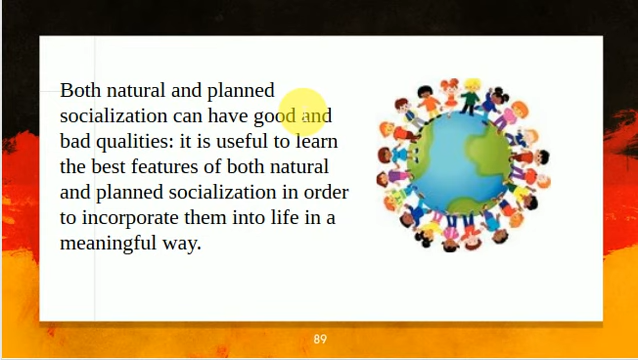 Both natural and planned
socialization can have good and
bad qualities: it is useful to learn
the best features of both natural
and planned socialization in order
to incorporate them into life in a
meaningful way.
89